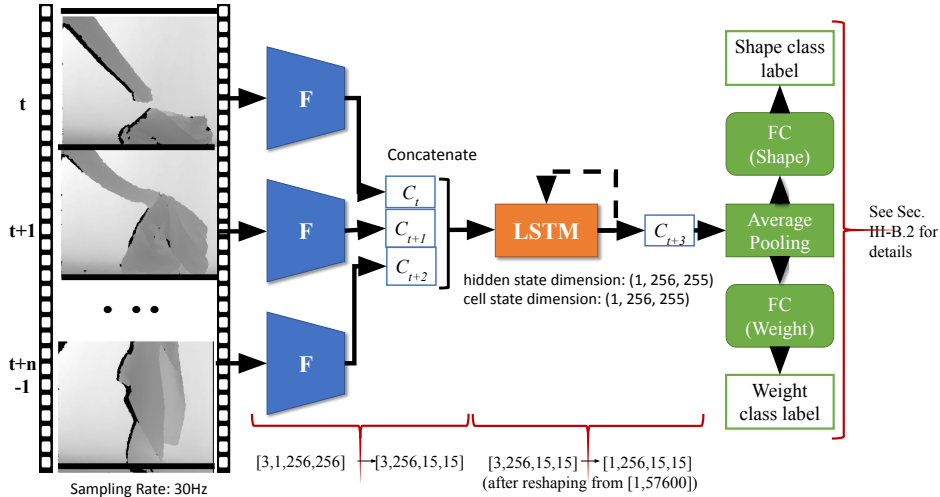 t
t+1
t+n
-1
Sampling Rate: 30Hz
F
F
F
Concatenate
C_t
C_{t+1}
C_{t+2}
LSTM
hidden state dimension: (1, 256, 255)
cell state dimension: (1, 256, 255)
C_{t+3}
Shape class
label
FC
(Shape)
Average
Pooling
FC
(Weight)
Weight
class label
See Sec.
III-B.2 for
details
[3,1,256,256] → [3,256,15,15]
[3,256,15,15] → [1,256,15,15]
(after reshaping from [1,57600])